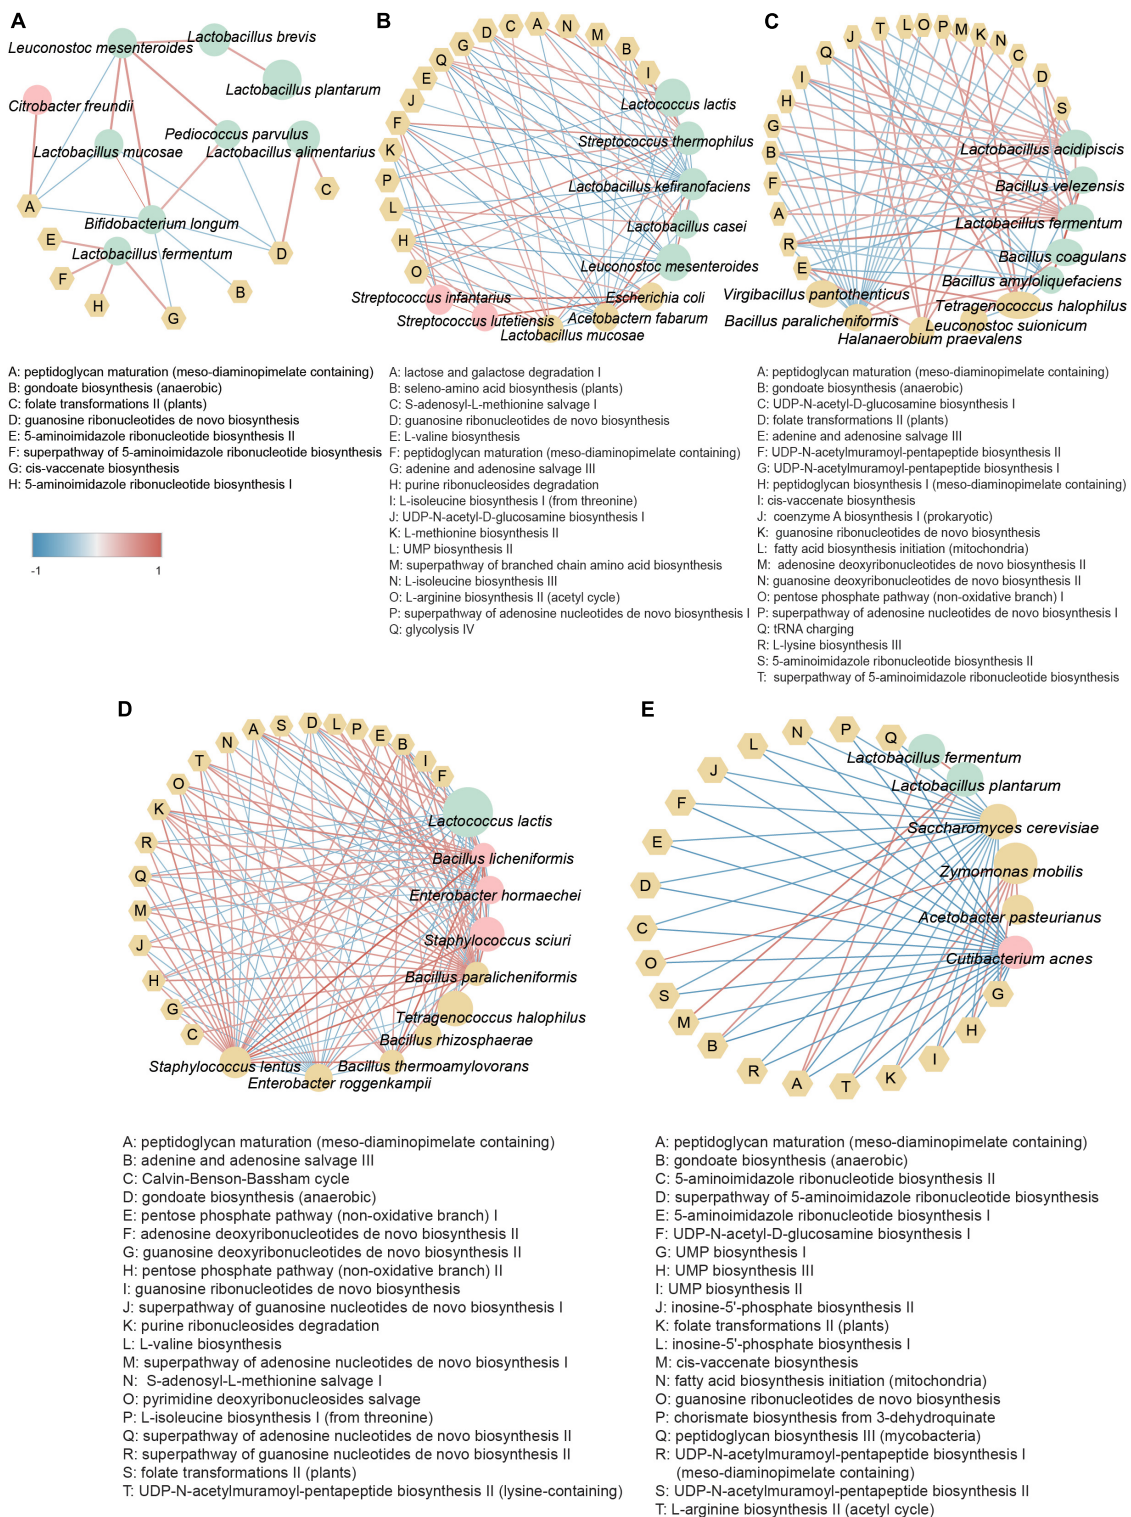 A
Leuconostoc mesenteroides
Lactobacillus brevis
Lactobacillus plantarum
Citrobacter freundii
Pediococcus parvulus
Lactobacillus mucosae
Lactobacillus alimentarius
C
A
Bifidobacterium longum
E
Lactobacillus fermentum
D
F
B
H
G
A: peptidoglycan maturation (meso-diaminopimelate containing)
B: gondoate biosynthesis (anaerobic)
C: folate transformations II (plants)
D: guanosine ribonucleotides de novo biosynthesis
E: 5-aminoimidazole ribonucleotide biosynthesis II
F: superpathway of 5-aminoimidazole ribonucleotide biosynthesis
G: cis-vaccenate biosynthesis
H: 5-aminoimidazole ribonucleotide biosynthesis I
-1
1
B
A
N
M
B
I
C
D
G
Q
E
J
F
K
P
L
H
O
Lactococcus lactis
Streptococcus thermophilus
Lactobacillus kefiranofaciens
Lactobacillus casei
Leuconostoc mesenteroides
Streptococcus infantarius
Escherichia coli
Streptococcus lutetiensis
Acetobactern fabarum
Lactobacillus mucosae
A: lactose and galactose degradation I
B: seleno-amino acid biosynthesis (plants)
C: S-adenosyl-L-methionine salvage I
D: guanosine ribonucleotides de novo biosynthesis
E: L-valine biosynthesis
F: peptidoglycan maturation (meso-diaminopimelate containing)
G: adenine and adenosine salvage III
H: purine ribonucleosides degradation
I: L-isoleucine biosynthesis I (from threonine)
J: UDP-N-acetyl-D-glucosamine biosynthesis I
K: L-methionine biosynthesis II
L: UMP biosynthesis II
M: superpathway of branched chain amino acid biosynthesis
N: L-isoleucine biosynthesis III
O: L-arginine biosynthesis II (acetyl cycle)
P: superpathway of adenosine nucleotides de novo biosynthesis I
Q: glycolysis IV
C
J
T
L
O
P
M
K
N
C
D
S
Q
I
H
G
B
F
A
R
E
Lactobacillus acidipiscis
Bacillus velezensis
Lactobacillus fermentum
Bacillus coagulans
Bacillus amyloliquefaciens
Virgibacillus pantothenticus
Tetragenococcus halophilus
Bacillus paralicheniformis
Leuconostoc suionicum
Halanaerobium praevalens
A: peptidoglycan maturation (meso-diaminopimelate containing)
B: gondoate biosynthesis (anaerobic)
C: UDP-N-acetyl-D-glucosamine biosynthesis I
D: folate transformations II (plants)
E: adenine and adenosine salvage III
F: UDP-N-acetylmuramoyl-pentapeptide biosynthesis II
G: UDP-N-acetylmuramoyl-pentapeptide biosynthesis I
H: peptidoglycan biosynthesis I (meso-diaminopimelate containing)
I: cis-vaccenate biosynthesis
J: coenzyme A biosynthesis I (prokaryotic)
K: guanosine ribonucleotides de novo biosynthesis
L: fatty acid biosynthesis initiation (mitochondria)
M: adenosine deoxyribonucleotides de novo biosynthesis II
N: guanosine deoxyribonucleotides de novo biosynthesis II
O: pentose phosphate pathway (non-oxidative branch) I
P: superpathway of adenosine nucleotides de novo biosynthesis I
Q: tRNA charging
R: L-lysine biosynthesis III
S: 5-aminoimidazole ribonucleotide biosynthesis II
T: superpathway of 5-aminoimidazole ribonucleotide biosynthesis
D
N
A
S
D
L
P
E
B
I
F
T
O
K
R
Q
M
J
H
G
C
Lactococcus lactis
Bacillus licheniformis
Enterobacter hormaechei
Staphylococcus sciuri
Bacillus paralicheniformis
Tetragenococcus halophilus
Bacillus rhizosphaerae
Staphylococcus lentus
Bacillus thermoamylovorans
Enterobacter roggenkampii
A: peptidoglycan maturation (meso-diaminopimelate containing)
B: adenine and adenosine salvage III
C: Calvin-Benson-Bassham cycle
D: gondoate biosynthesis (anaerobic)
E: pentose phosphate pathway (non-oxidative branch) I
F: adenosine deoxyribonucleotides de novo biosynthesis II
G: guanosine deoxyribonucleotides de novo biosynthesis II
H: pentose phosphate pathway (non-oxidative branch) II
I: guanosine ribonucleotides de novo biosynthesis
J: superpathway of guanosine nucleotides de novo biosynthesis I
K: purine ribonucleosides degradation
L: L-valine biosynthesis
M: superpathway of adenosine nucleotides de novo biosynthesis I
N: S-adenosyl-L-methionine salvage I
O: pyrimidine deoxyribonucleosides salvage
P: L-isoleucine biosynthesis I (from threonine)
Q: superpathway of adenosine nucleotides de novo biosynthesis II
R: superpathway of guanosine nucleotides de novo biosynthesis II
S: folate transformations II (plants)
T: UDP-N-acetylmuramoyl-pentapeptide biosynthesis II (lysine-containing)
E
L
N
P
Q
J
F
E
D
C
O
S
M
B
R
A
T
K
I
H
G
Lactobacillus fermentum
Lactobacillus plantarum
Saccharomyces cerevisiae
Zymomonas mobilis
Acetobacter pasteurianus
Cutibacterium acnes
A: peptidoglycan maturation (meso-diaminopimelate containing)
B: gondoate biosynthesis (anaerobic)
C: 5-aminoimidazole ribonucleotide biosynthesis II
D: superpathway of 5-aminoimidazole ribonucleotide biosynthesis
E: 5-aminoimidazole ribonucleotide biosynthesis I
F: UDP-N-acetyl-D-glucosamine biosynthesis I
G: UMP biosynthesis I
H: UMP biosynthesis III
I: UMP biosynthesis II
J: inosine-5'-phosphate biosynthesis II
K: folate transformations II (plants)
L: inosine-5'-phosphate biosynthesis I
M: cis-vaccenate biosynthesis
N: fatty acid biosynthesis initiation (mitochondria)
O: guanosine ribonucleotides de novo biosynthesis
P: chorismate biosynthesis from 3-dehydroquinate
Q: peptidoglycan biosynthesis III (mycobacteria)
R: UDP-N-acetylmuramoyl-pentapeptide biosynthesis I
(meso-diaminopimelate containing)
S: UDP-N-acetylmuramoyl-pentapeptide biosynthesis II
T: L-arginine biosynthesis II (acetyl cycle)